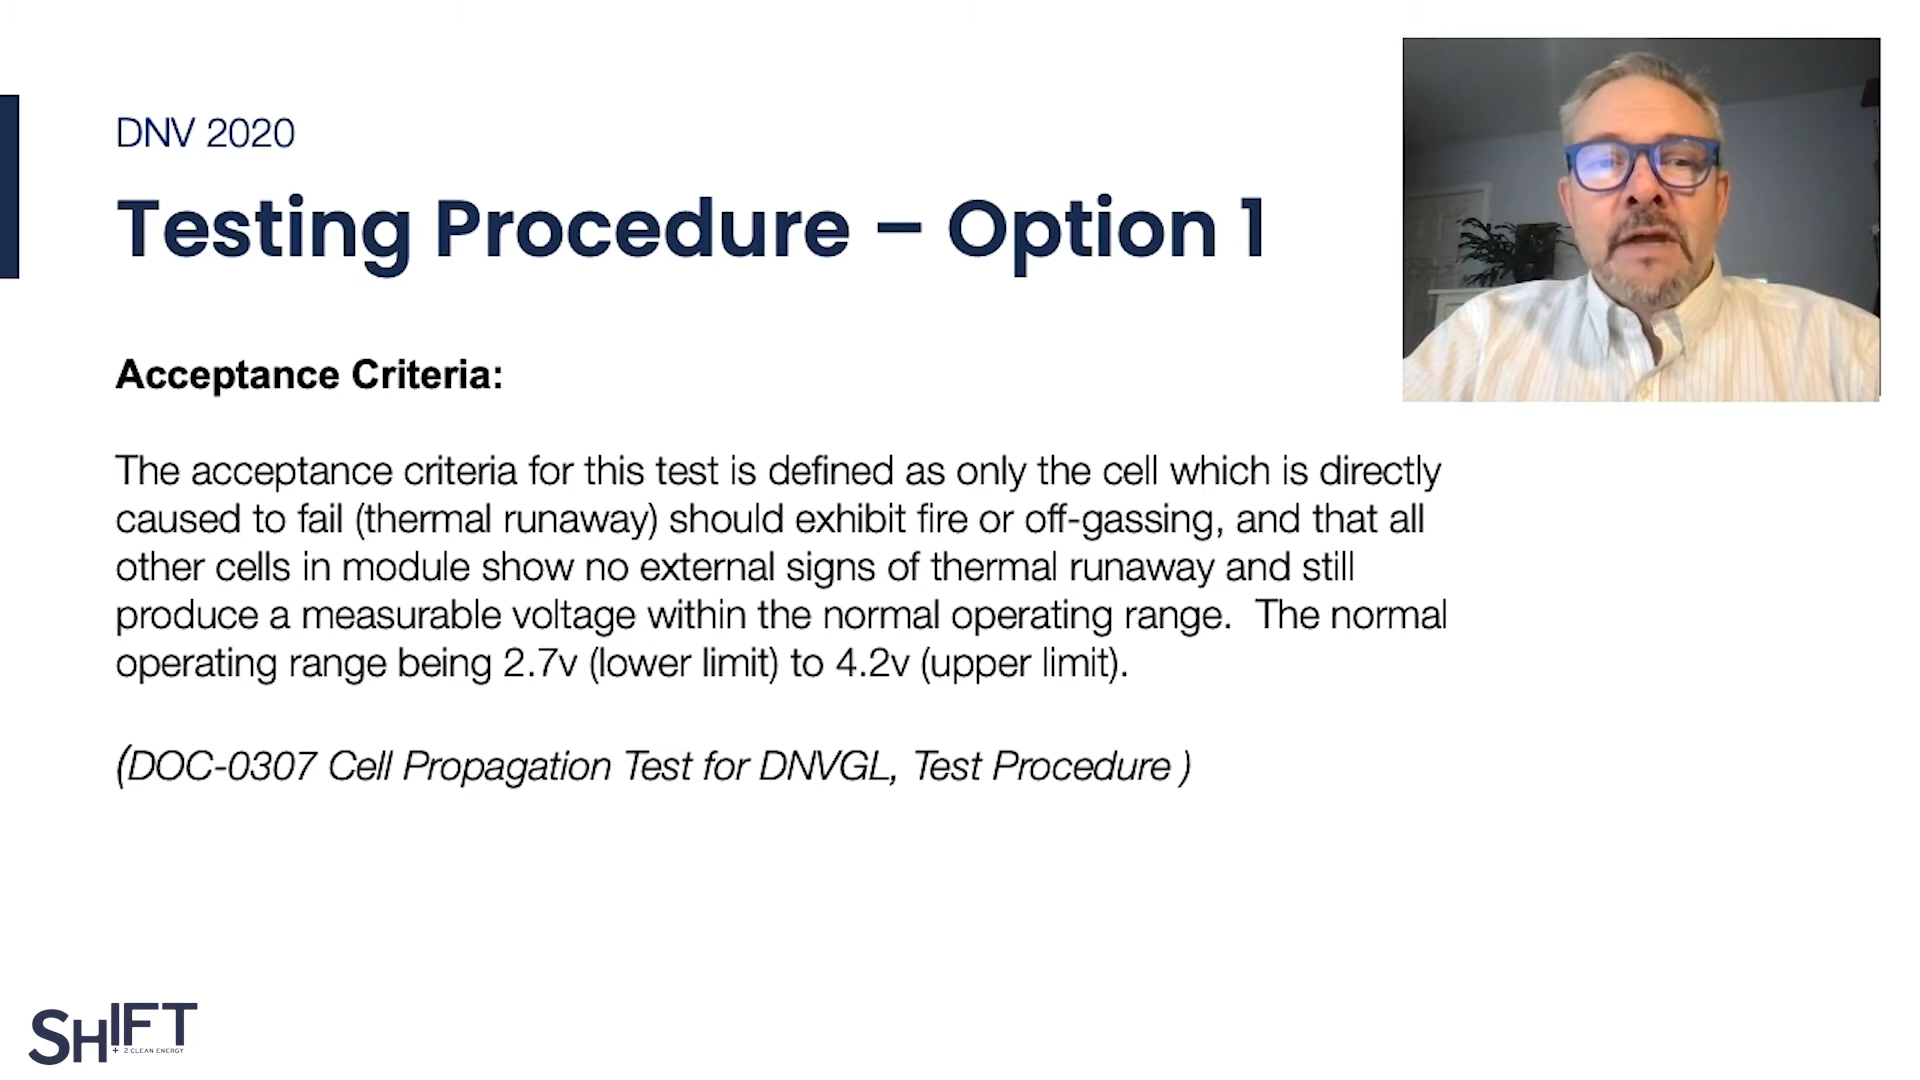 DNV 2020
Testing Procedure – Option 1
Acceptance Criteria:
The acceptance criteria for this test is defined as only the cell which is directly
caused to fail (thermal runaway) should exhibit fire or off-gassing, and that all
other cells in module show no external signs of thermal runaway and still
produce a measurable voltage within the normal operating range.  The normal
operating range being 2.7v (lower limit) to 4.2v (upper limit).
(DOC-0307 Cell Propagation Test for DNVGL, Test Procedure )
SHIFT
+ 2 CLEAN ENERGY